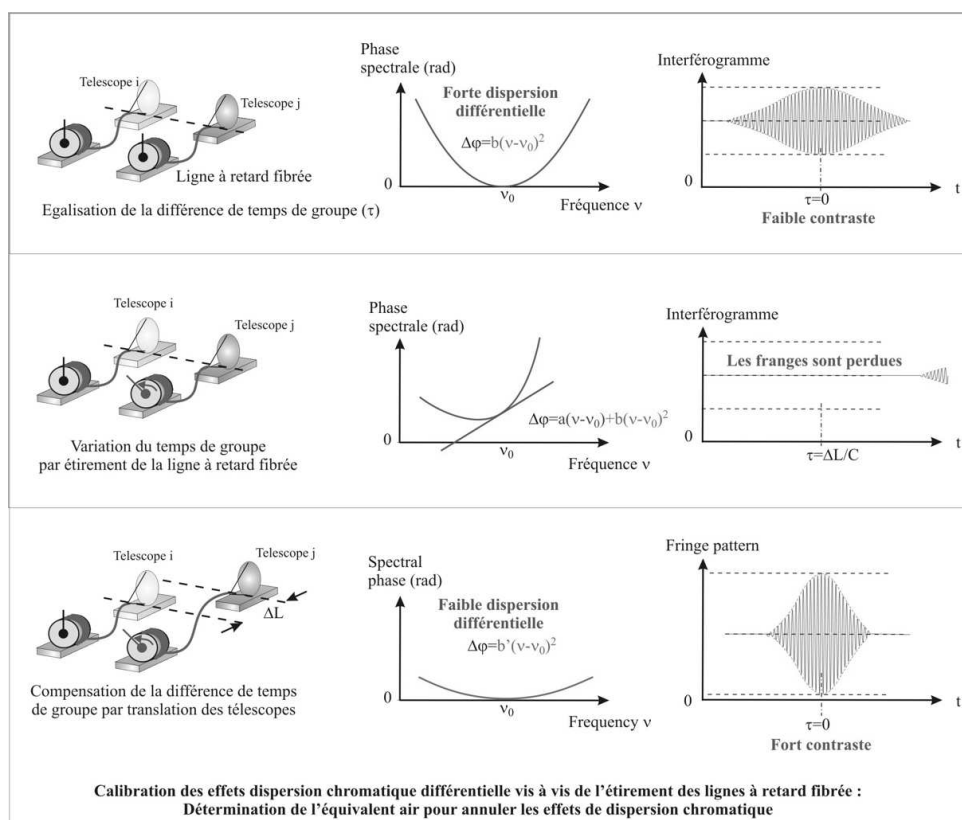 Telescope i
Telescope j
Ligne à retard fibrée
Egalisation de la différence de temps de groupe (τ)
Phase
spectrale (rad)
Forte dispersion
différentielle
Δφ=b(ν-ν₀)²
0
ν₀
Fréquence ν
Interférogramme
0
t
τ=0
Faible contraste
Telescope i
Telescope j
Variation du temps de groupe
par étirement de la ligne à retard fibrée
Phase
spectrale (rad)
Δφ=a(ν-ν₀)+b(ν-ν₀)²
0
ν₀
Fréquence ν
Interférogramme
Les franges sont perdues
0
t
τ=ΔL/C
Telescope i
Telescope j
ΔL
Compensation de la différence de temps
de groupe par translation des télescopes
Spectral
phase (rad)
Faible dispersion
différentielle
Δφ=b’(ν-ν₀)²
0
ν₀
Frequency ν
Fringe pattern
0
t
τ=0
Fort contraste
Calibration des effets dispersion chromatique différentielle vis à vis de l’étirement des lignes à retard fibrée :
Détermination de l’équivalent air pour annuler les effets de dispersion chromatique